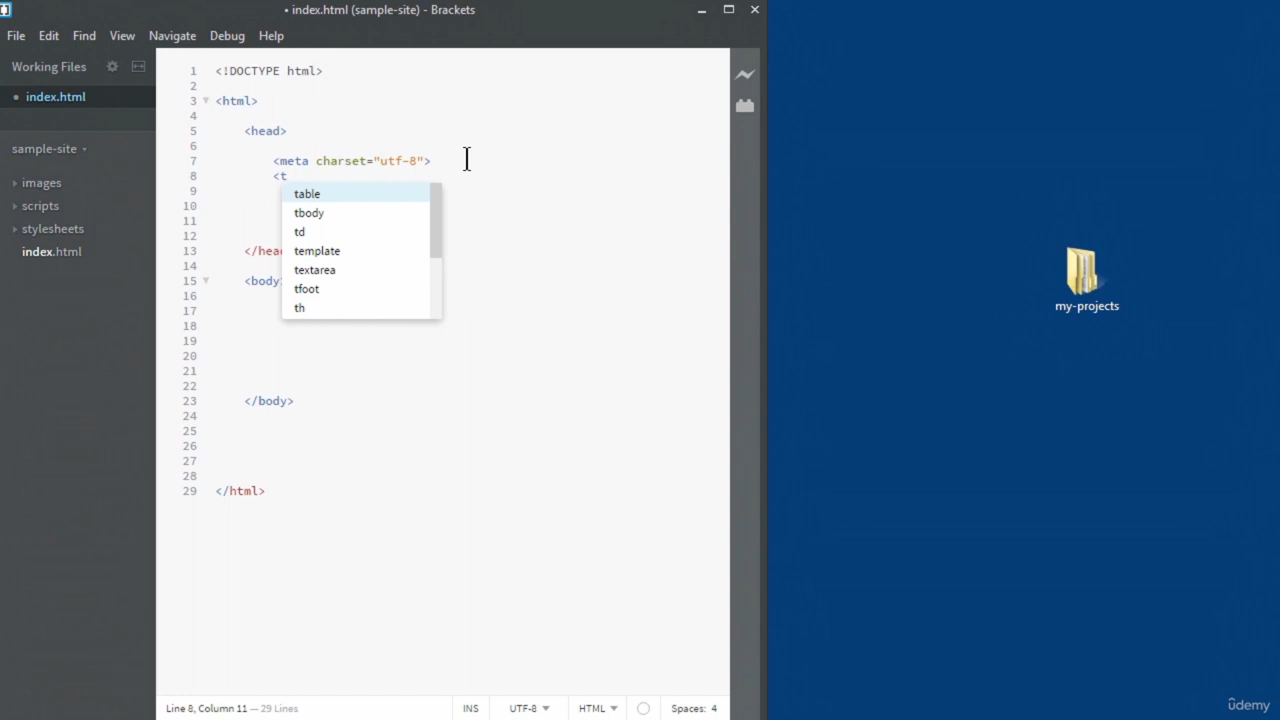 • index.html (sample-site) - Brackets
File Edit Find View Navigate Debug Help
Working Files
• index.html
sample-site
images
scripts
stylesheets
index.html
1 <!DOCTYPE html>
2
3 <html>
4
5 <head>
6
7 <meta charset="utf-8">
8 <t
9
10
11
12
13 </head
14
15 <body
16
17
18
19
20
21
22
23 </body>
24
25
26
27
28
29 </html>
table
tbody
td
template
textarea
tfoot
th
Line 8, Column 11 — 29 Lines
INS UTF-8 HTML Spaces: 4
my-projects
ûdemy